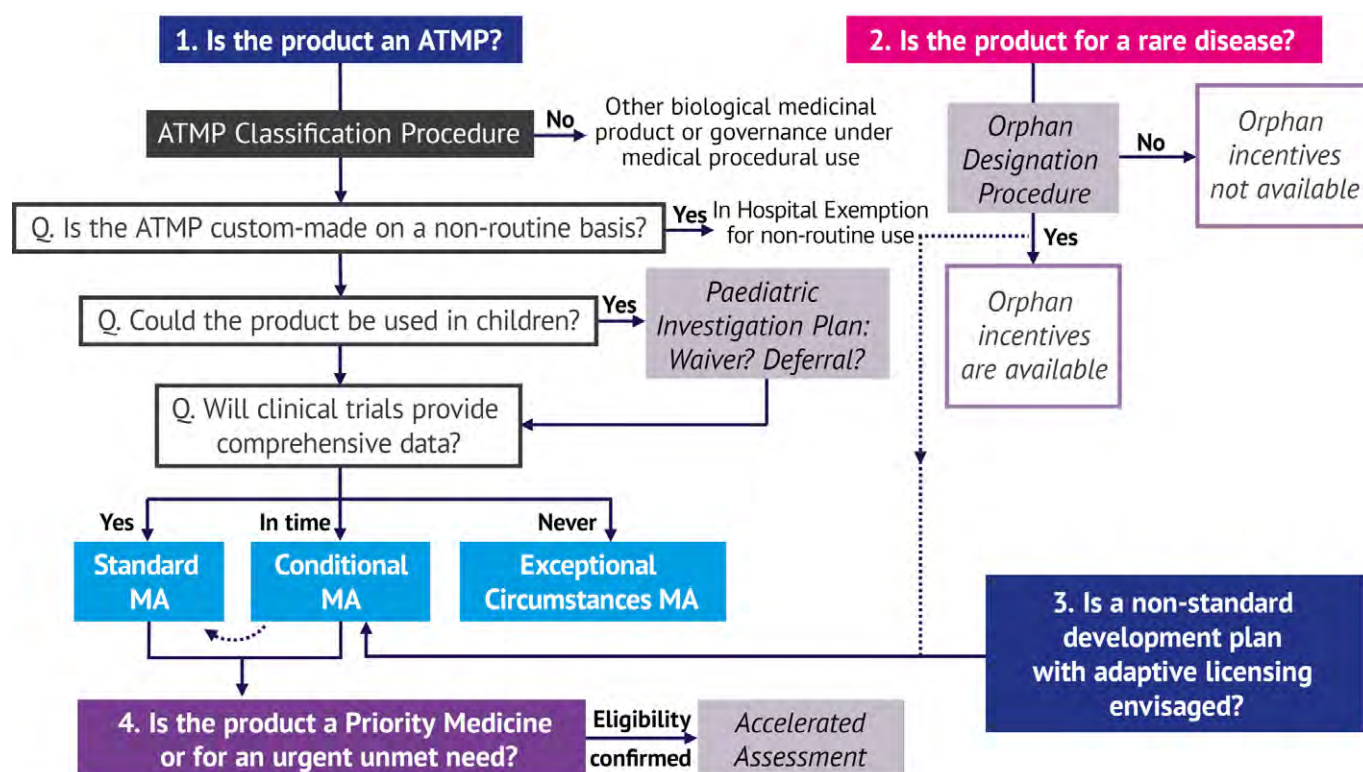 1. Is the product an ATMP?
ATMP Classification Procedure
No
Other biological medicinal
product or governance under
medical procedural use
Q. Is the ATMP custom-made on a non-routine basis?
Yes
In Hospital Exemption
for non-routine use
Q. Could the product be used in children?
Yes
Paediatric
Investigation Plan:
Waiver? Deferral?
Q. Will clinical trials provide
comprehensive data?
Yes
In time
Never
Standard
MA
Conditional
MA
Exceptional
Circumstances MA
2. Is the product for a rare disease?
Orphan
Designation
Procedure
No
Orphan
incentives
not available
Yes
Orphan
incentives
are available
3. Is a non-standard
development plan
with adaptive licensing
envisaged?
4. Is the product a Priority Medicine
or for an urgent unmet need?
Eligibility
confirmed
Accelerated
Assessment